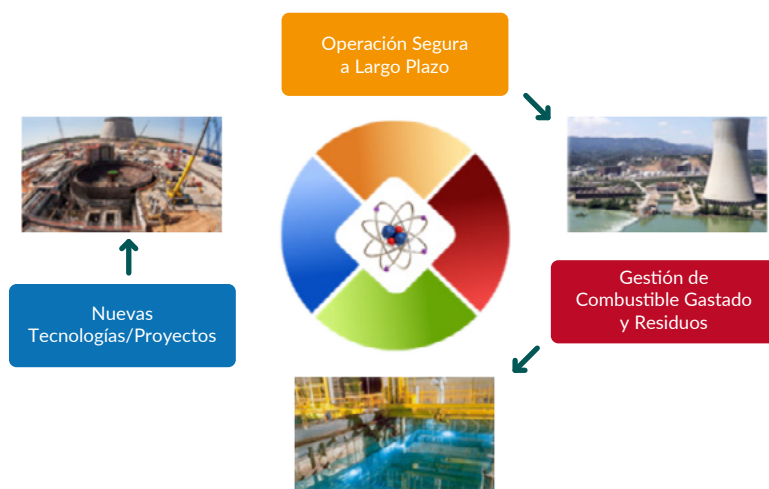 Operación Segura
a Largo Plazo
Gestión de
Combustible Gastado
y Residuos
Nuevas
Tecnologías/Proyectos